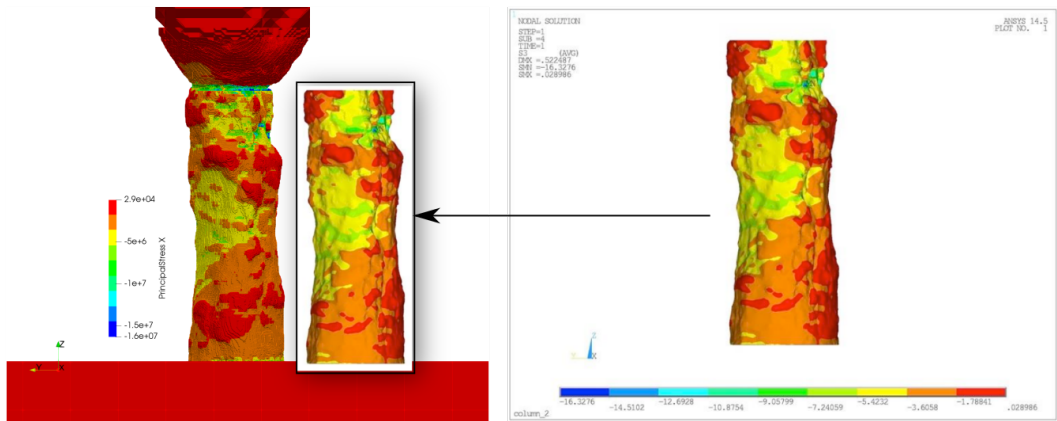 2.9e+04
-5e+6
-1e+7
-1.5e+7
-1.6e+07
PrincipalStress X
Z
Y
X
1
NODAL SOLUTION
STEP=1
SUB =4
TIME=1
S3 (AVG)
DMX =.522487
SMN =-16.3276
SMX =.028986
ANSYS 14.5
PLOT NO. 1
Z
Y
X
-16.3276
-14.5102
-12.6928
-10.8754
-9.05799
-7.24059
-5.4232
-3.6058
-1.78841
.028986
column_2